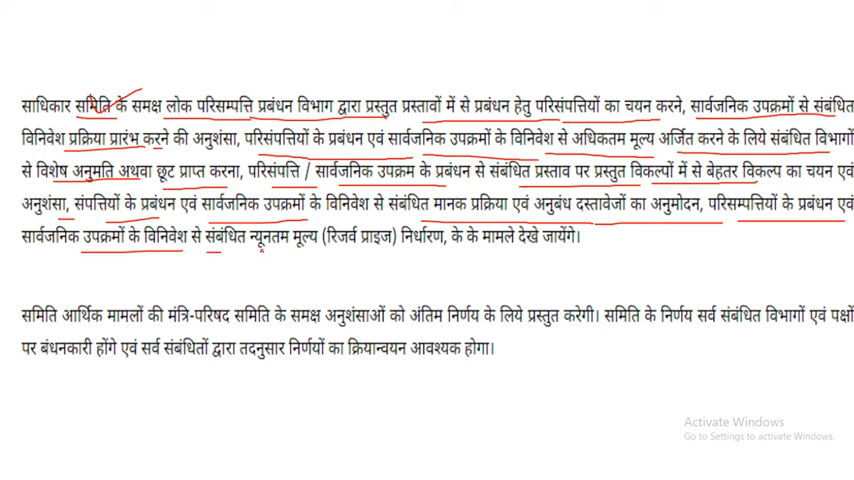 साधिकार समिति के समक्ष लोक परिसम्पत्ति प्रबंधन विभाग द्वारा प्रस्तुत प्रस्तावों में से प्रबंधन हेतु परिसंपत्तियों का चयन करने, सार्वजनिक उपक्रमों से संबंधित
विनिवेश प्रक्रिया प्रारंभ करने की अनुशंसा, परिसंपत्तियों के प्रबंधन एवं सार्वजनिक उपक्रमों के विनिवेश से अधिकतम मूल्य अर्जित करने के लिये संबंधित विभागों
से विशेष अनुमति अथवा छूट प्राप्त करना, परिसंपत्ति / सार्वजनिक उपक्रम के प्रबंधन से संबंधित प्रस्ताव पर प्रस्तुत विकल्पों में से बेहतर विकल्प का चयन एवं
अनुशंसा, संपत्तियों के प्रबंधन एवं सार्वजनिक उपक्रमों के विनिवेश से संबंधित मानक प्रक्रिया एवं अनुबंध दस्तावेजों का अनुमोदन, परिसम्पत्तियों के प्रबंधन एवं
सार्वजनिक उपक्रमों के विनिवेश से संबंधित न्यूनतम मूल्य (रिजर्व प्राइज) निर्धारण, के के मामले देखे जायेंगे।
समिति आर्थिक मामलों की मंत्रि-परिषद समिति के समक्ष अनुशंसाओं को अंतिम निर्णय के लिये प्रस्तुत करेगी। समिति के निर्णय सर्व संबंधित विभागों एवं पक्षों
पर बंधनकारी होंगे एवं सर्व संबंधितों द्वारा तदनुसार निर्णयों का क्रियान्वयन आवश्यक होगा।
Activate Windows
Go to Settings to activate Windows.